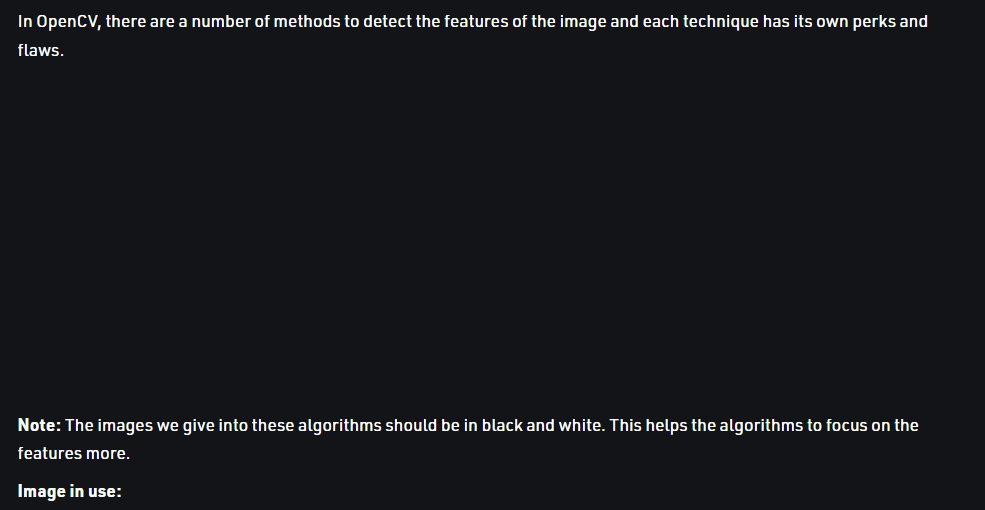 In OpenCV, there are a number of methods to detect the features of the image and each technique has its own perks and
flaws.
Note: The images we give into these algorithms should be in black and white. This helps the algorithms to focus on the
features more.
Image in use: